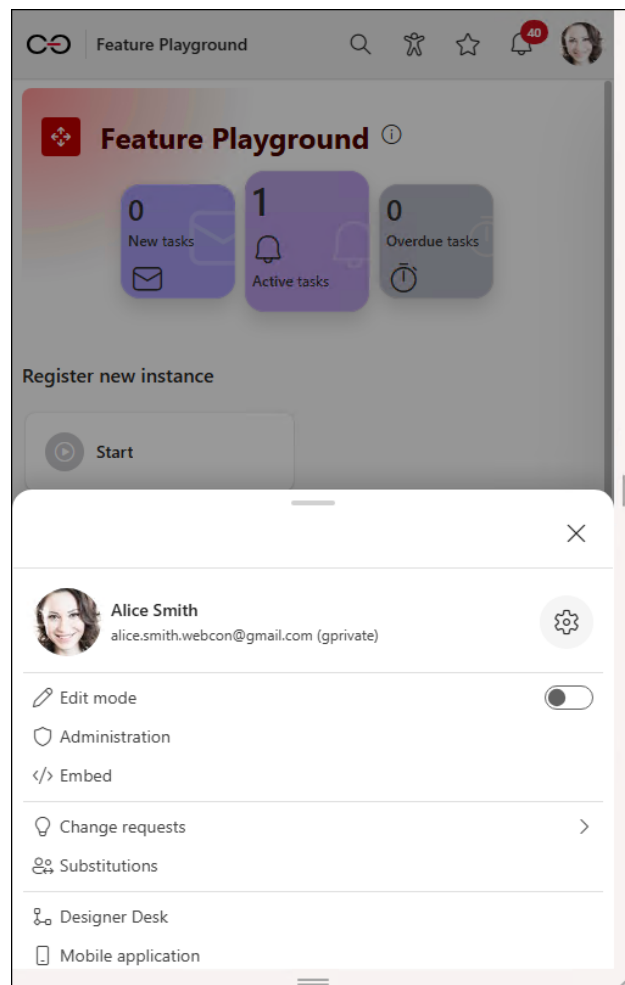 Feature Playground
40
Feature Playground
0
New tasks
1
Active tasks
0
Overdue tasks
Register new instance
Start
Alice Smith
alice.smith.webcon@gmail.com (gprivate)
Edit mode
Administration
Embed
Change requests
Substitutions
Designer Desk
Mobile application